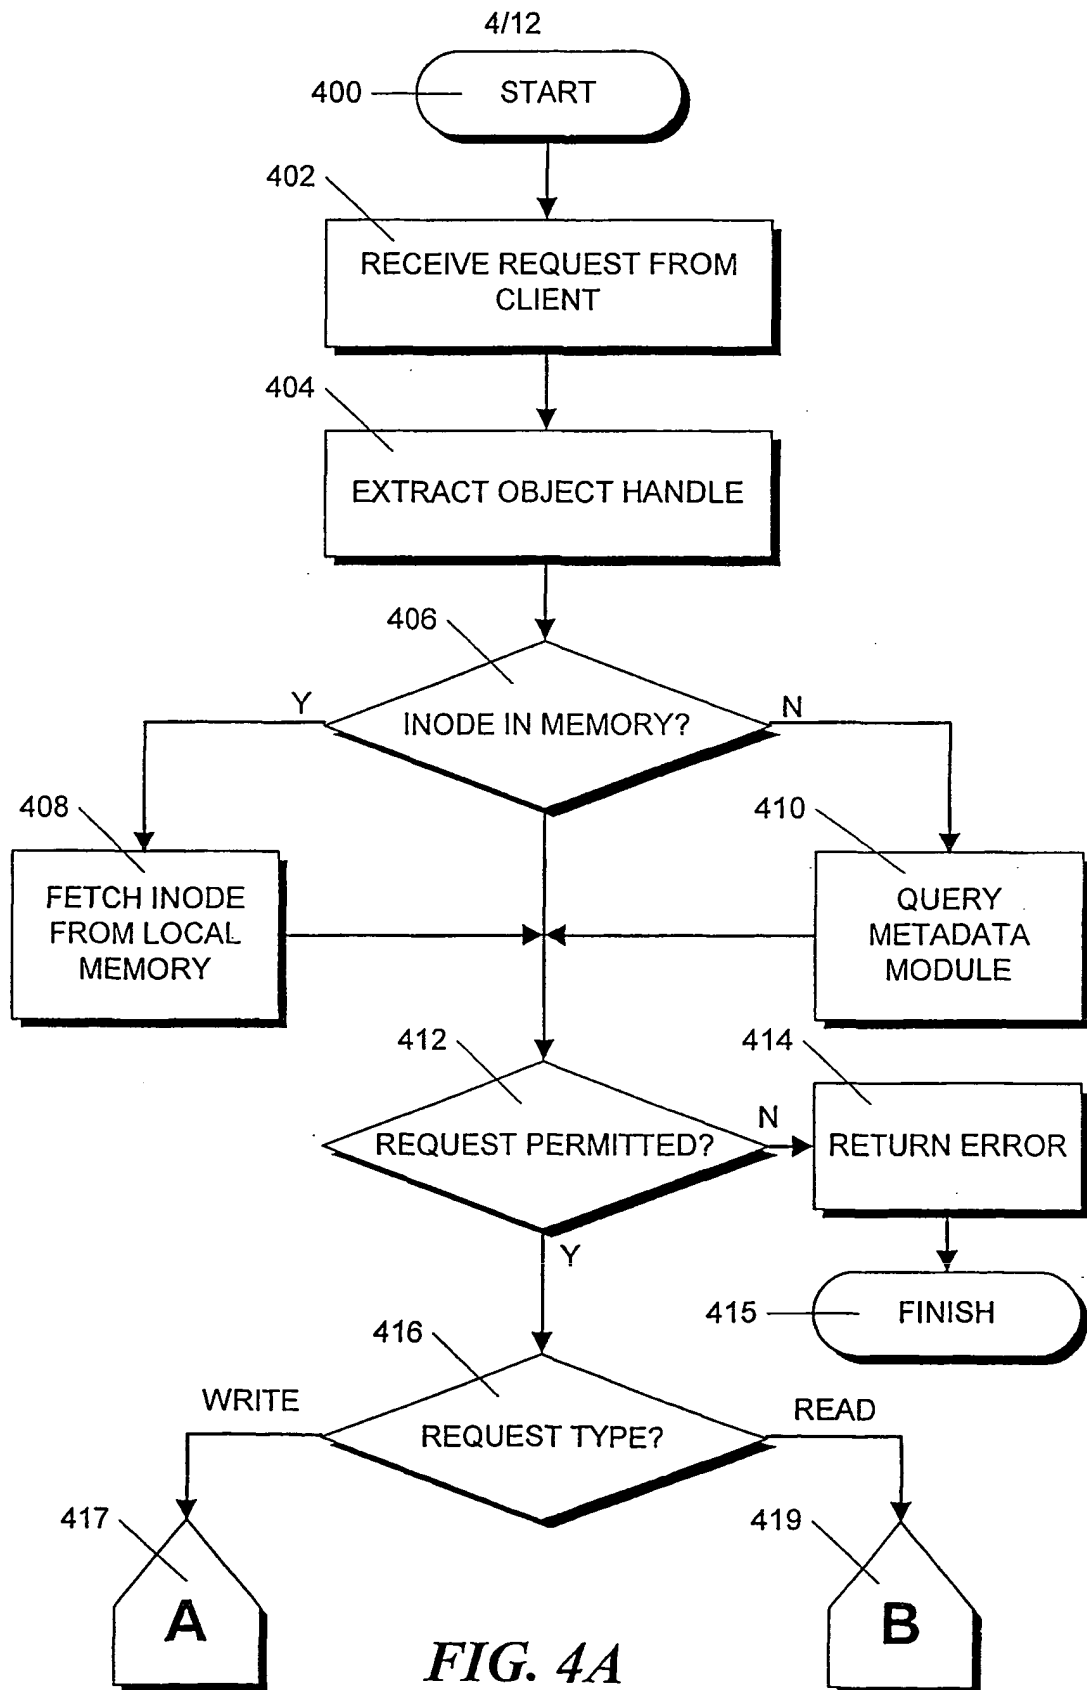 4/12
400
START
402
RECEIVE REQUEST FROM
CLIENT
404
EXTRACT OBJECT HANDLE
406
Y
INODE IN MEMORY?
N
408
FETCH INODE
FROM LOCAL
MEMORY
410
QUERY
METADATA
MODULE
412
REQUEST PERMITTED?
N
414
RETURN ERROR
Y
415
FINISH
416
WRITE
REQUEST TYPE?
READ
417
A
419
B
FIG. 4A